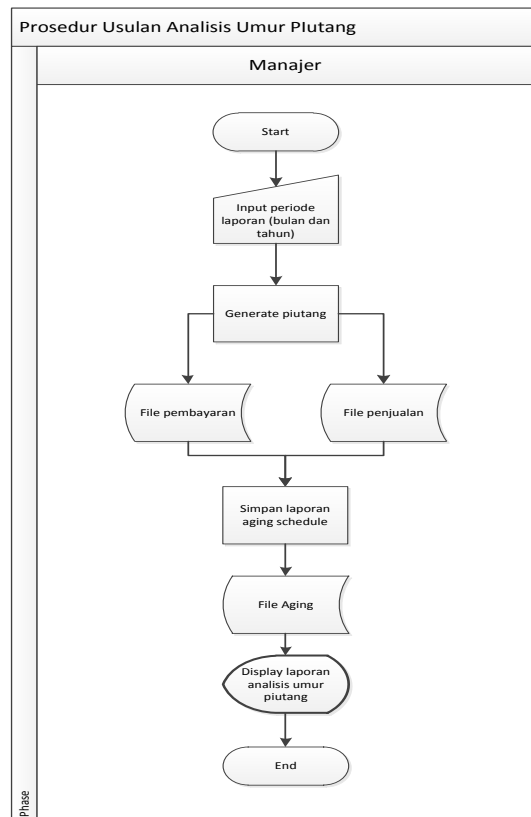 Prosedur Usulan Analisis Umur PIutang
Manajer
Start
Input periode
laporan (bulan dan
tahun)
Generate piutang
File pembayaran
File penjualan
Simpan laporan
aging schedule
File Aging
Display laporan
analisis umur
piutang
End
Phase